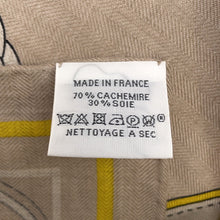 MADE IN FRANCE
70% CACHEMIRE
30% SOIE
NETTOYAGE A SEC